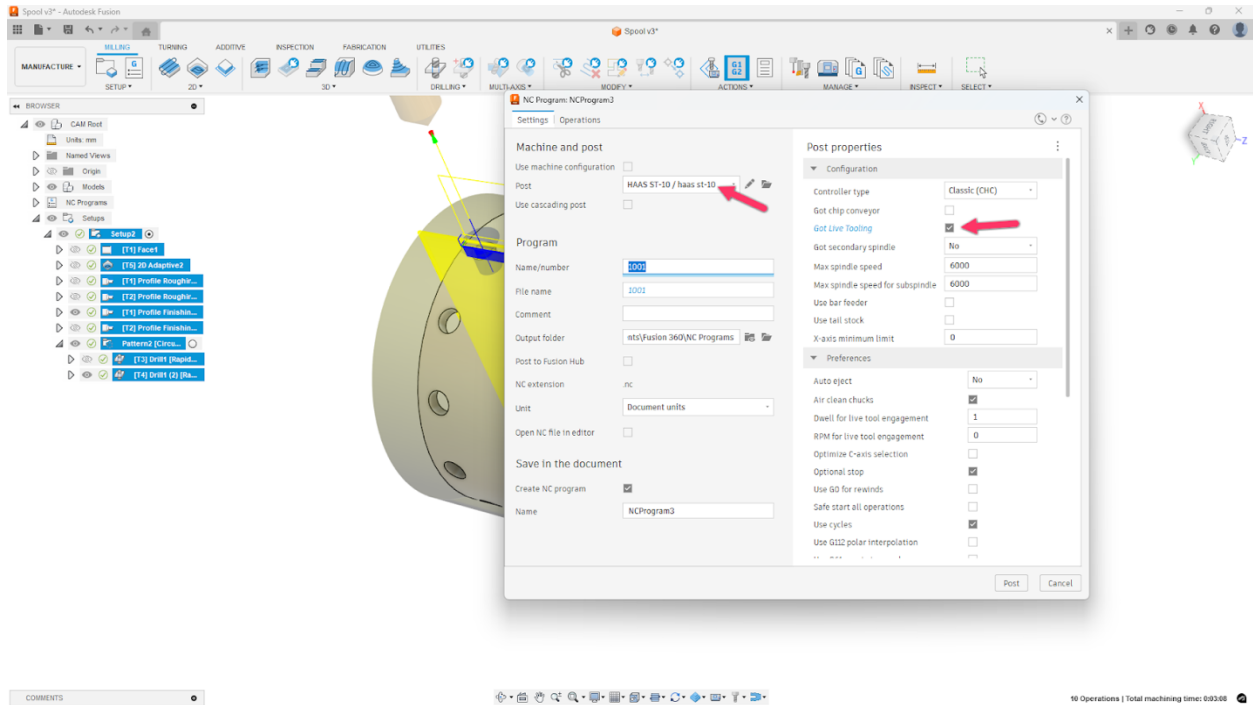 Spool v3* - Autodesk Fusion
Spool v3*
MILLING TURNING ADDITIVE INSPECTION FABRICATION UTILITIES
MANUFACTURE
SETUP 2D 3D DRILLING MULTI-AXIS MODIFY ACTIONS MANAGE INSPECT SELECT
BROWSER
CAM Root
Units: mm
Named Views
Origin
Models
NC Programs
Setups
Setup2
[T1] Face1
[T5] 2D Adaptive2
[T1] Profile Roughin...
[T2] Profile Roughin...
[T1] Profile Finishin...
[T2] Profile Finishin...
Pattern2 [Circu...
[T3] Drill1 [Rapid...
[T4] Drill1 (2) [Ra...
NC Program: NCProgram3
Settings Operations
Machine and post
Use machine configuration
Post HAAS ST-10 / haas st-10
Use cascading post
Program
Name/number 1001
File name 1001
Comment
Output folder nts\Fusion 360\NC Programs
Post to Fusion Hub
NC extension .nc
Unit Document units
Open NC file in editor
Save in the document
Create NC program
Name NCProgram3
Post properties
Configuration
Controller type Classic (CHC)
Got chip conveyor
Got Live Tooling
Got secondary spindle No
Max spindle speed 6000
Max spindle speed for subspindle 6000
Use bar feeder
Use tail stock
X-axis minimum limit 0
Preferences
Auto eject No
Air clean chucks
Dwell for live tool engagement 1
RPM for live tool engagement 0
Optimize C-axis selection
Optional stop
Use G0 for rewinds
Safe start all operations
Use cycles
Use G112 polar interpolation
Post Cancel
COMMENTS
10 Operations | Total machining time: 0:03:08